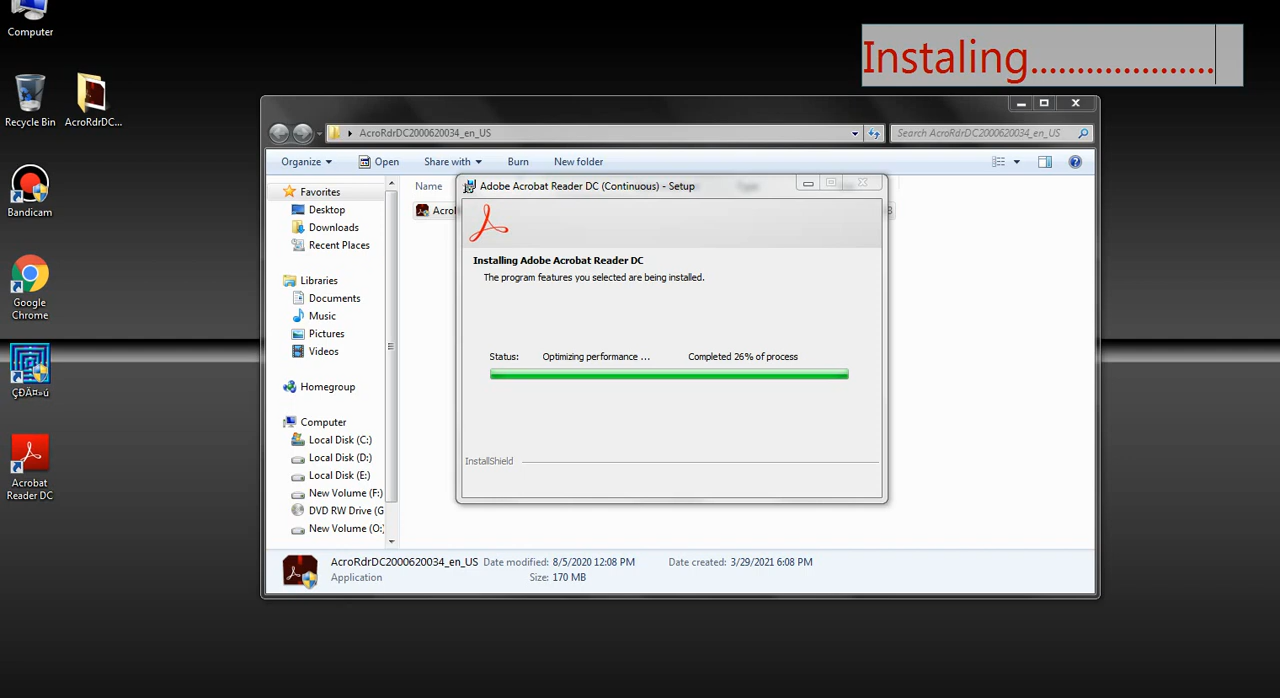 Computer
Instaling....................
Recycle Bin
AcroRdrDC...
AcroRdrDC2000620034_en_US
Search AcroRdrDC2000620034_en_US
Organize
Open
Share with
Burn
New folder
Name
Adobe Acrobat Reader DC (Continuous) - Setup
Favorites
Desktop
Downloads
Recent Places
Libraries
Documents
Music
Pictures
Videos
Homegroup
Computer
Local Disk (C:)
Local Disk (D:)
Local Disk (E:)
New Volume (F:)
DVD RW Drive (G
New Volume (O:)
Bandicam
Google
Chrome
ÇÐÄ¤»ú
Acrobat
Reader DC
Installing Adobe Acrobat Reader DC
The program features you selected are being installed.
Status: Optimizing performance ... Completed 26% of process
InstallShield
AcroRdrDC2000620034_en_US Date modified: 8/5/2020 12:08 PM Date created: 3/29/2021 6:08 PM
Application Size: 170 MB